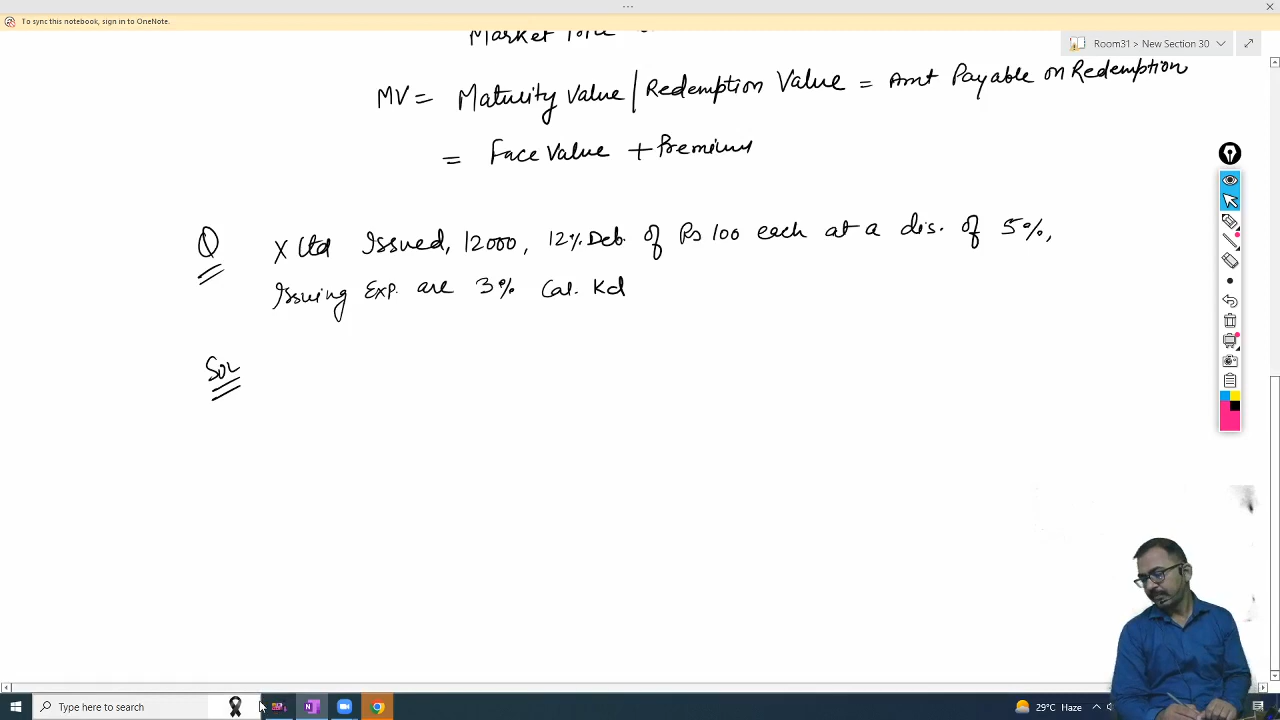 To sync this notebook, sign in to OneNote.
Room31 > New Section 30
Market
MV = Maturity Value | Redemption Value = Amt Payable on Redemption
= Face Value + Premium
Q X Ltd Issued, 12000, 12% Deb. of Rs 100 each at a dis. of 5%,
Issuing Exp. are 3% Cal. Kd
Sol
Type here to search
29°C Haze